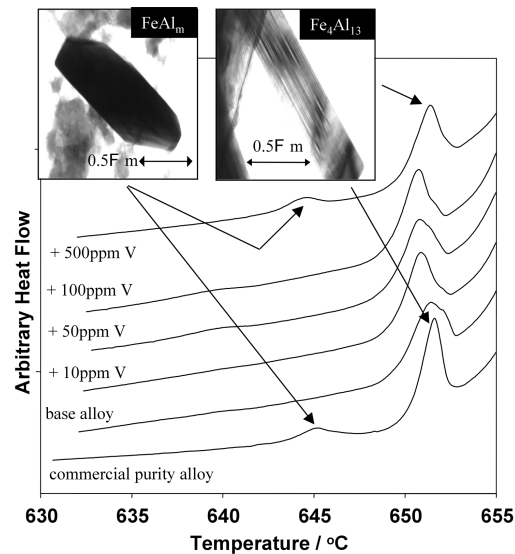 FeAlm
Fe4Al13
0.5F m
0.5F m
+ 500ppm V
+ 100ppm V
+ 50ppm V
+ 10ppm V
base alloy
commercial purity alloy
Arbitrary Heat Flow
630 635 640 645 650 655
Temperature / oC